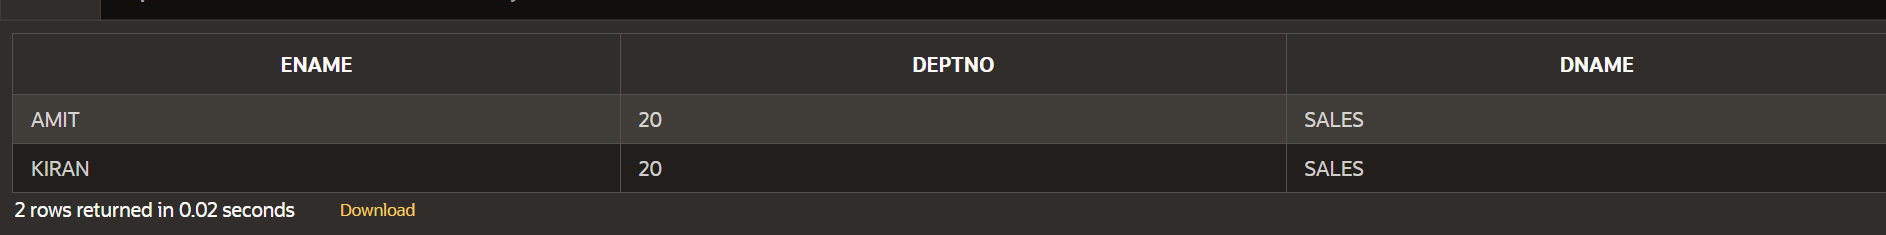 ENAME DEPTNO DNAME
AMIT 20 SALES
KIRAN 20 SALES
2 rows returned in 0.02 seconds Download